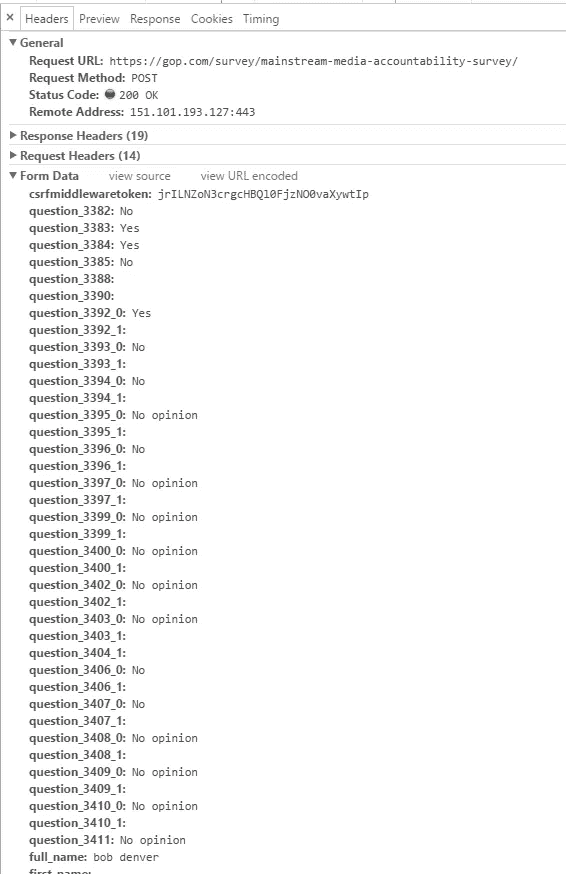 × Headers Preview Response Cookies Timing
▼ General
Request URL: https://gop.com/survey/mainstream-media-accountability-survey/
Request Method: POST
Status Code: 200 OK
Remote Address: 151.101.193.127:443
▶ Response Headers (19)
▶ Request Headers (14)
▼ Form Data view source view URL encoded
csrfmiddlewaretoken: jrILNZoN3crgcHBQl0FjzNO0vaXywtIp
question_3382: No
question_3383: Yes
question_3384: Yes
question_3385: No
question_3388:
question_3390:
question_3392_0: Yes
question_3392_1:
question_3393_0: No
question_3393_1:
question_3394_0: No
question_3394_1:
question_3395_0: No opinion
question_3395_1:
question_3396_0: No
question_3396_1:
question_3397_0: No opinion
question_3397_1:
question_3399_0: No opinion
question_3399_1:
question_3400_0: No opinion
question_3400_1:
question_3402_0: No opinion
question_3402_1:
question_3403_0: No opinion
question_3403_1:
question_3404_1:
question_3406_0: No
question_3406_1:
question_3407_0: No
question_3407_1:
question_3408_0: No opinion
question_3408_1:
question_3409_0: No opinion
question_3409_1:
question_3410_0: No opinion
question_3410_1:
question_3411: No opinion
full_name: bob denver
first_name: